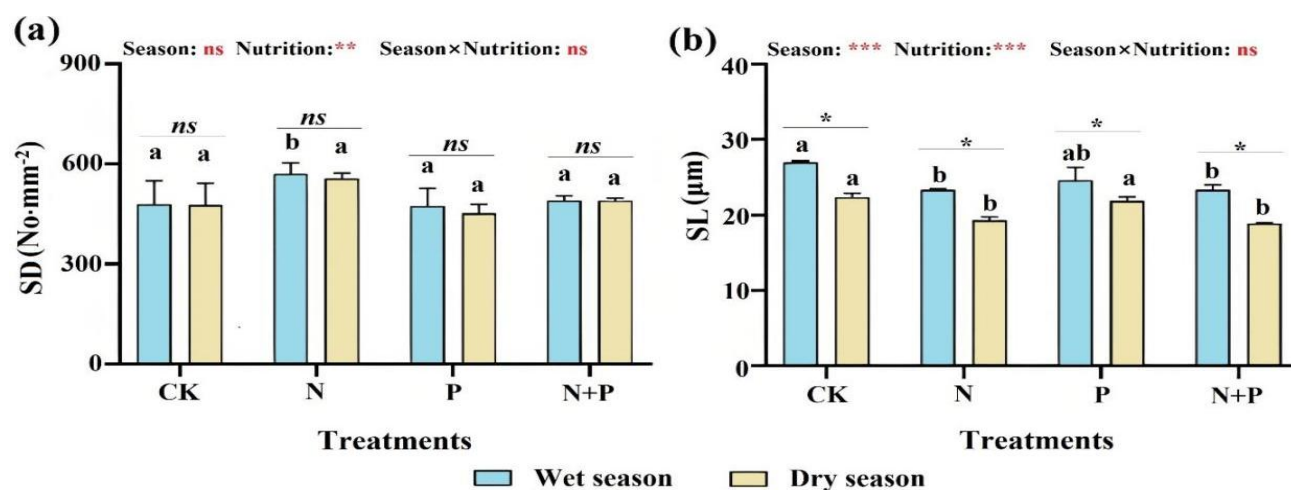 (a)
Season: ns Nutrition:** Season×Nutrition: ns
SD (No·mm⁻²)
900
600
300
0
ns
ns
ns
ns
a a
b a
a a
a a
CK N P N+P
Treatments
(b)
Season: *** Nutrition:*** Season×Nutrition: ns
SL (μm)
40
30
20
10
0
*
*
*
*
a a
b b
ab a
b b
CK N P N+P
Treatments
Wet season Dry season